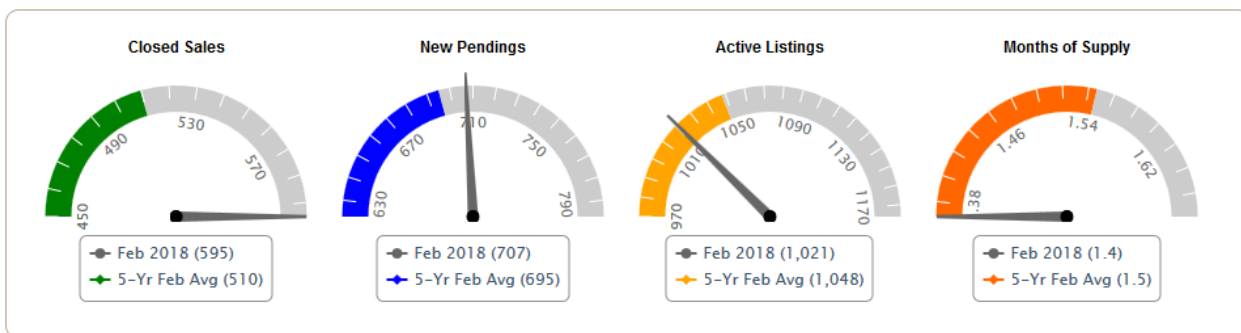 Closed Sales
450
490
530
570
Feb 2018 (595)
5-Yr Feb Avg (510)
New Pendings
630
670
710
750
790
Feb 2018 (707)
5-Yr Feb Avg (695)
Active Listings
970
1010
1050
1090
1130
1170
Feb 2018 (1,021)
5-Yr Feb Avg (1,048)
Months of Supply
.38
1.46
1.54
1.62
Feb 2018 (1.4)
5-Yr Feb Avg (1.5)